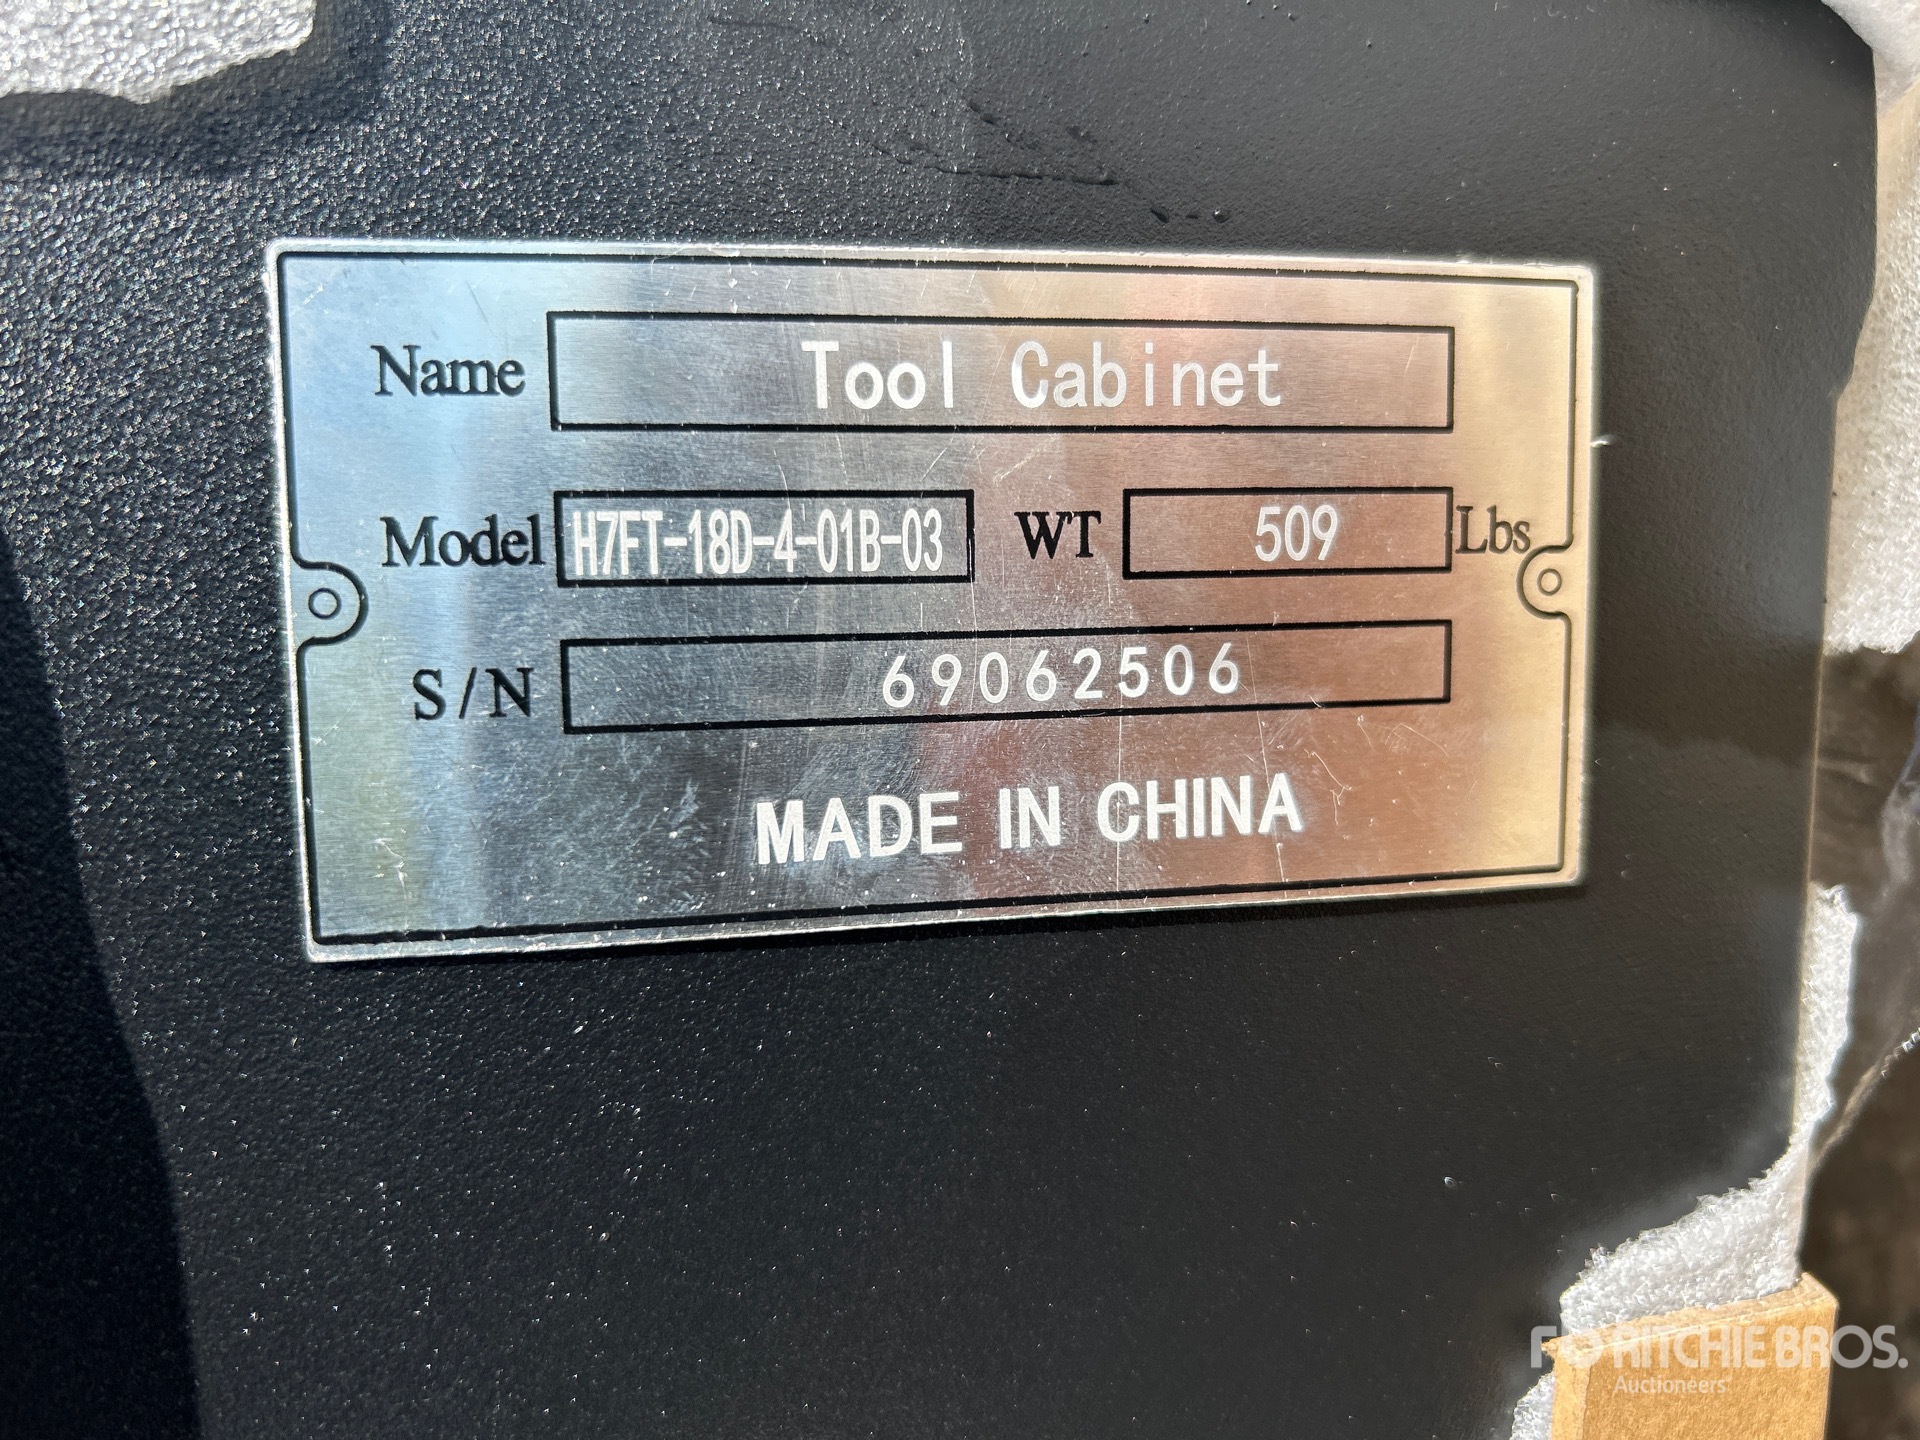 Name Tool Cabinet
Model H7FT-18D-4-01B-03 WT 509 Lbs
S/N 69062506
MADE IN CHINA
RITCHIE BROS.
Auctioneers